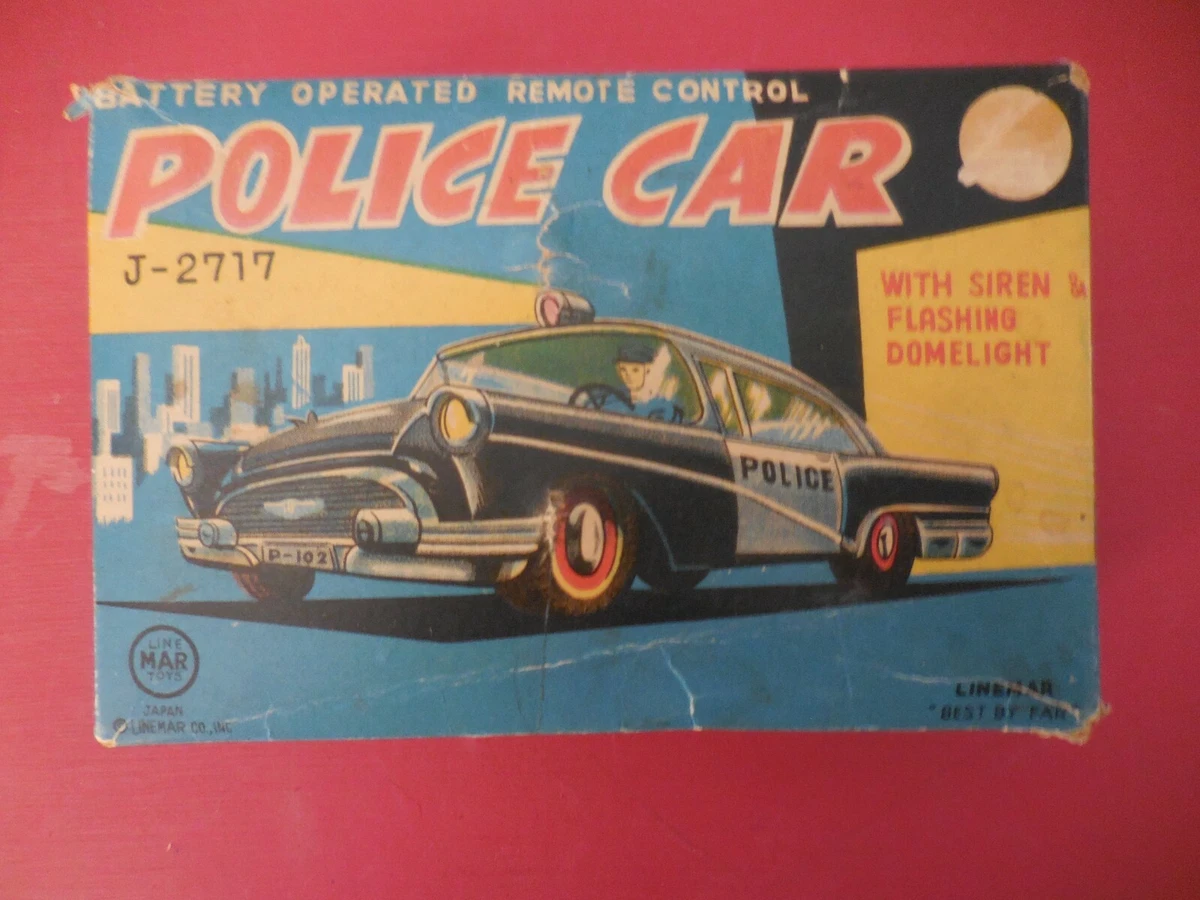 BATTERY OPERATED REMOTE CONTROL
POLICE CAR
J-2717
WITH SIREN &
FLASHING
DOMELIGHT
POLICE
P-102
LINE
MAR
TOYS
JAPAN
© LINEMAR CO., INC
LINEMAR
"BEST BY FAR"